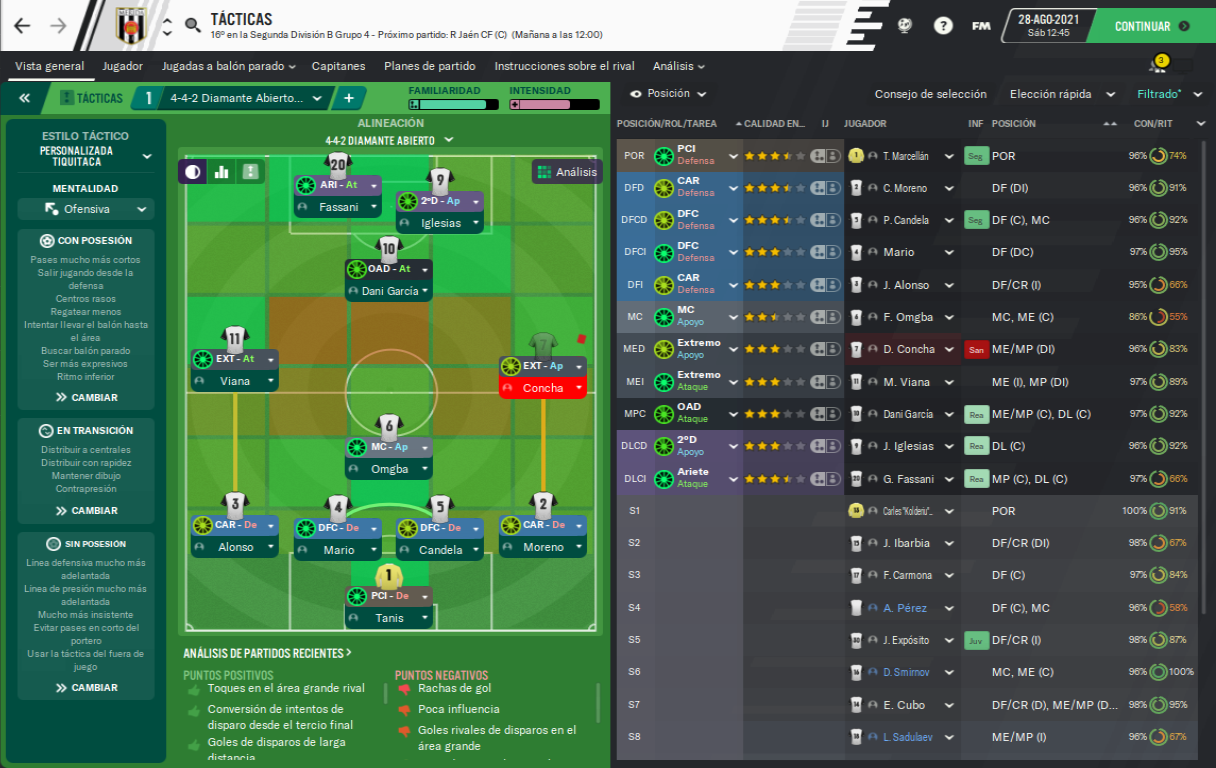 TÁCTICAS
16º en la Segunda División B Grupo 4 - Próximo partido: R Jaén CF (C) (Mañana a las 12:00)
?
FM
28-AGO-2021
Sáb 12:45
CONTINUAR
Vista general
Jugador
Jugadas a balón parado
Capitanes
Planes de partido
Instrucciones sobre el rival
Análisis
3
TÁCTICAS
1
4-4-2 Diamante Abierto...
+
FAMILIARIDAD
INTENSIDAD
ESTILO TÁCTICO
PERSONALIZADA
TIQUITACA
MENTALIDAD
Ofensiva
CON POSESIÓN
Pases mucho más cortos
Salir jugando desde la
defensa
Centros rasos
Regatear menos
Intentar llevar el balón hasta
el área
Buscar balón parado
Ser más expresivos
Ritmo inferior
CAMBIAR
EN TRANSICIÓN
Distribuir a centrales
Distribuir con rapidez
Mantener dibujo
Contrapresión
CAMBIAR
SIN POSESIÓN
Línea defensiva mucho más
adelantada
Línea de presión mucho más
adelantada
Mucho más insistente
Evitar pases en corto del
portero
Usar la táctica del fuera de
juego
CAMBIAR
ALINEACIÓN
4-4-2 DIAMANTE ABIERTO
Análisis
20
ARI - At
Fassani
9
2ºD - Ap
Iglesias
10
OAD - At
Dani García
11
EXT - At
Viana
7
EXT - Ap
Concha
6
MC - Ap
Omgba
3
CAR - De
Alonso
4
DFC - De
Mario
5
DFC - De
Candela
2
CAR - De
Moreno
1
PCI - De
Tanis
ANÁLISIS DE PARTIDOS RECIENTES >
PUNTOS POSITIVOS
Toques en el área grande rival
Conversión de intentos de
disparo desde el tercio final
Goles de disparos de larga
distancia
PUNTOS NEGATIVOS
Rachas de gol
Poca influencia
Goles rivales de disparos en el
área grande
Posición
Consejo de selección
Elección rápida
Filtrado*
POSICIÓN/ROL/TAREA CALIDAD EN... IJ JUGADOR INF POSICIÓN CON/RIT
POR PCI Defensa 1 T. Marcellán Seg POR 96% 74%
DFD CAR Defensa 2 C. Moreno DF (DI) 96% 91%
DFCD DFC Defensa 5 P. Candela Seg DF (C), MC 96% 92%
DFCI DFC Defensa 4 Mario DF (DC) 97% 95%
DFI CAR Defensa 3 J. Alonso DF/CR (I) 95% 66%
MC MC Apoyo 6 F. Omgba MC, ME (C) 86% 55%
MED Extremo Apoyo 7 D. Concha San ME/MP (DI) 96% 83%
MEI Extremo Ataque 11 M. Viana ME (I), MP (DI) 97% 89%
MPC OAD Ataque 10 Dani García Rea ME/MP (C), DL (C) 97% 92%
DLCD 2ºD Apoyo 9 J. Iglesias Rea DL (C) 96% 92%
DLCI Ariete Ataque 20 G. Fassani Rea MP (C), DL (C) 97% 66%
S1 Carles "Kolderiu"... POR 100% 91%
S2 J. Ibarbia DF/CR (DI) 98% 67%
S3 17 F. Carmona DF (C) 97% 84%
S4 A. Pérez DF (C), MC 96% 58%
S5 J. Expósito Juv DF/CR (I) 98% 87%
S6 D. Smirnov MC, ME (C) 96% 100%
S7 14 E. Cubo DF/CR (D), ME/MP (D... 98% 95%
S8 L. Sadulaev ME/MP (I) 96% 67%